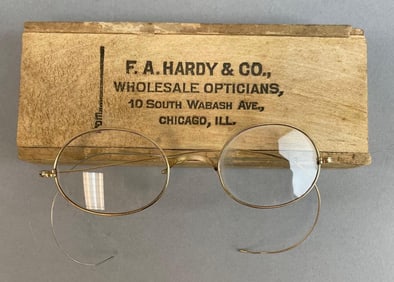 F. A. HARDY & CO.,
WHOLESALE OPTICIANS,
10 SOUTH WABASH AVE.,
CHICAGO, ILL.